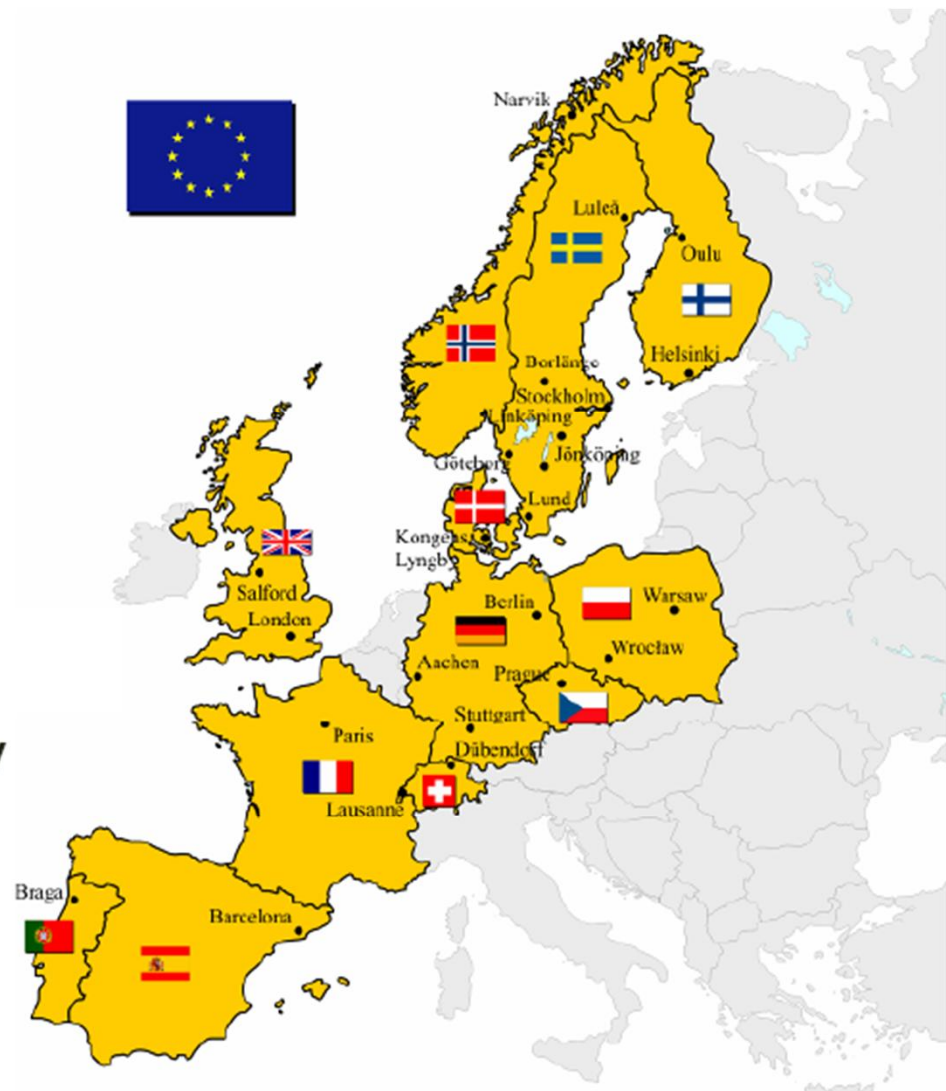 Narvik
Luleå
Oulu
Helsinki
Borlänge
Stockholm
Linköping
Göteborg
Jönköping
Lund
Kongens
Lyngby
Salford
London
Berlin
Warsaw
Wrocław
Aachen
Prague
Stuttgart
Paris
Dübendorf
Lausanne
Braga
Barcelona